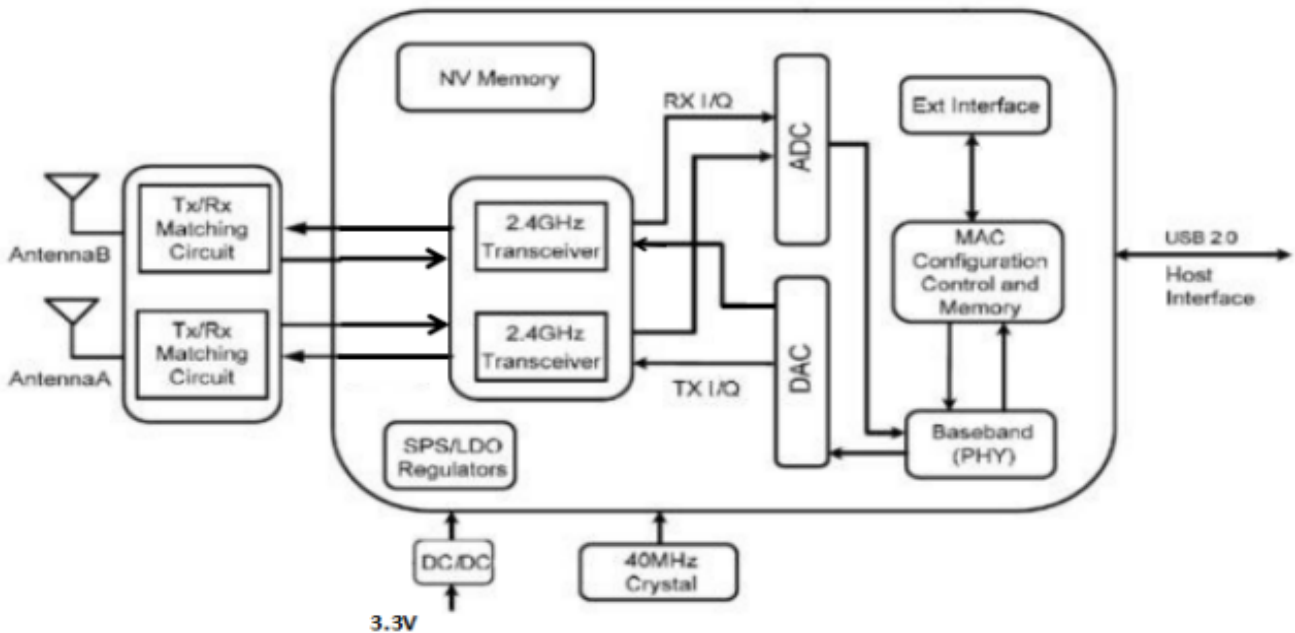 NV Memory
RX I/Q
ADC
Ext Interface
Tx/Rx
Matching
Circuit
AntennaB
2.4GHz
Transceiver
MAC
Configuration
Control and
Memory
USB 2.0
Host
Interface
Tx/Rx
Matching
Circuit
AntennaA
2.4GHz
Transceiver
TX I/Q
DAC
Baseband
(PHY)
SPS/LDO
Regulators
DC/DC
40MHz
Crystal
3.3V